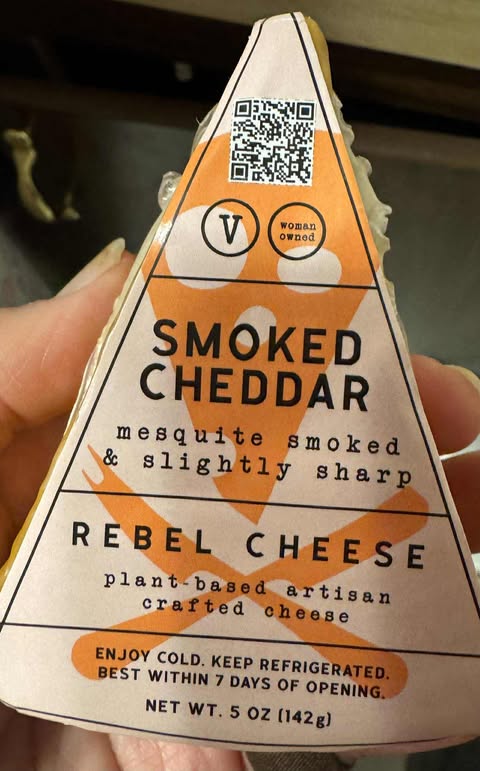 V
woman
owned
SMOKED
CHEDDAR
mesquite smoked
& slightly sharp
REBEL CHEESE
plant-based artisan
crafted cheese
ENJOY COLD. KEEP REFRIGERATED.
BEST WITHIN 7 DAYS OF OPENING.
NET WT. 5 OZ (142g)